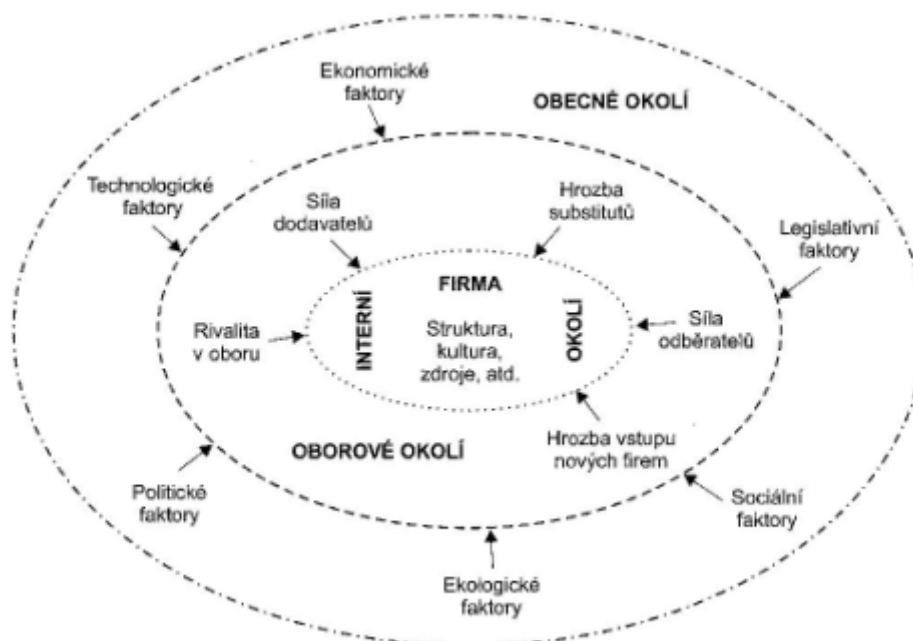 Ekonomické
faktory
OBECNÉ OKOLÍ
Technologické
faktory
Síla
dodavatelů
Hrozba
substitutů
Legislativní
faktory
FIRMA
INTERNÍ
OKOLÍ
Struktura,
kultura,
zdroje, atd.
Rivalita
v oboru
Síla
odběratelů
OBOROVÉ OKOLÍ
Hrozba vstupu
nových firem
Politické
faktory
Sociální
faktory
Ekologické
faktory